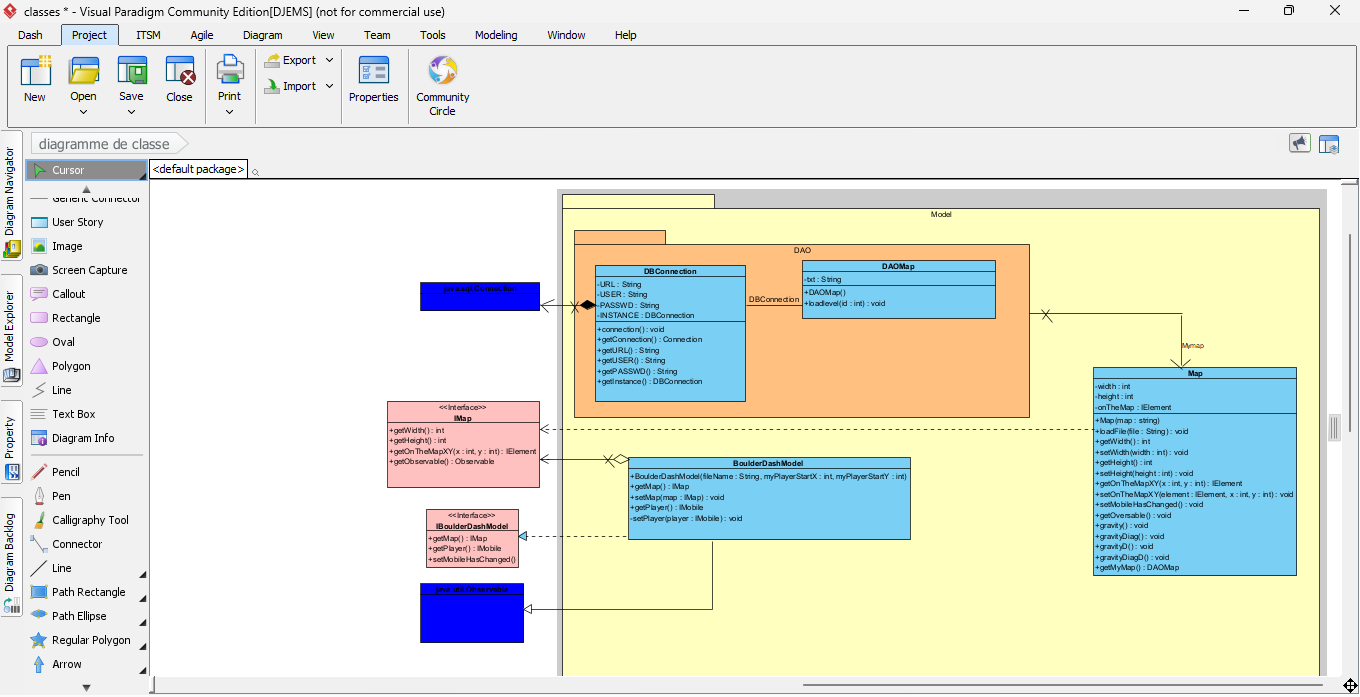 classes * - Visual Paradigm Community Edition[DJEMS] (not for commercial use)
Dash Project ITSM Agile Diagram View Team Tools Modeling Window Help
New Open Save Close Print Export Import Properties Community Circle
diagramme de classe
Diagram Navigator
Model Explorer
Property
Diagram Backlog
Cursor
Generic Connector
User Story
Image
Screen Capture
Callout
Rectangle
Oval
Polygon
Line
Text Box
Diagram Info
Pencil
Pen
Calligraphy Tool
Connector
Line
Path Rectangle
Path Ellipse
Regular Polygon
Arrow
<default package>
Model
DAO
java.sql.Connection
DBConnection
-URL : String
-USER : String
-PASSWD : String
-INSTANCE : DBConnection
+connection() : void
+getConnection() : Connection
+getURL() : String
+getUSER() : String
+getPASSWD() : String
+getInstance() : DBConnection
DBConnection
DAOMap
-txt : String
+DAOMap()
+loadlevel(id : int) : void
Mymap
Map
-width : int
-height : int
-onTheMap : IElement
+Map(map : string)
+loadFile(file : String) : void
+getWidth() : int
+setWidth(width : int) : void
+getHeight() : int
+setHeight(height : int) : void
+getOnTheMapXY(x : int, y : int) : IElement
+setOnTheMapXY(element : IElement, x : int, y : int) : void
+setMobileHasChanged() : void
+getOversable() : void
+gravity() : void
+gravityDiag() : void
+gravityD() : void
+gravityDiagD() : void
+getMyMap() : DAOMap
<<Interface>>
IMap
+getWidth() : int
+getHeight() : int
+getOnTheMapXY(x : int, y : int) : IElement
+getObservable() : Observable
BoulderDashModel
+BoulderDashModel(fileName : String, myPlayerStartX : int, myPlayerStartY : int)
+getMap() : IMap
+setMap(map : IMap) : void
+getPlayer() : IMobile
-setPlayer(player : IMobile) : void
<<Interface>>
IBoulderDashModel
+getMap() : IMap
+getPlayer() : IMobile
+setMobileHasChanged()
java.util.Observable